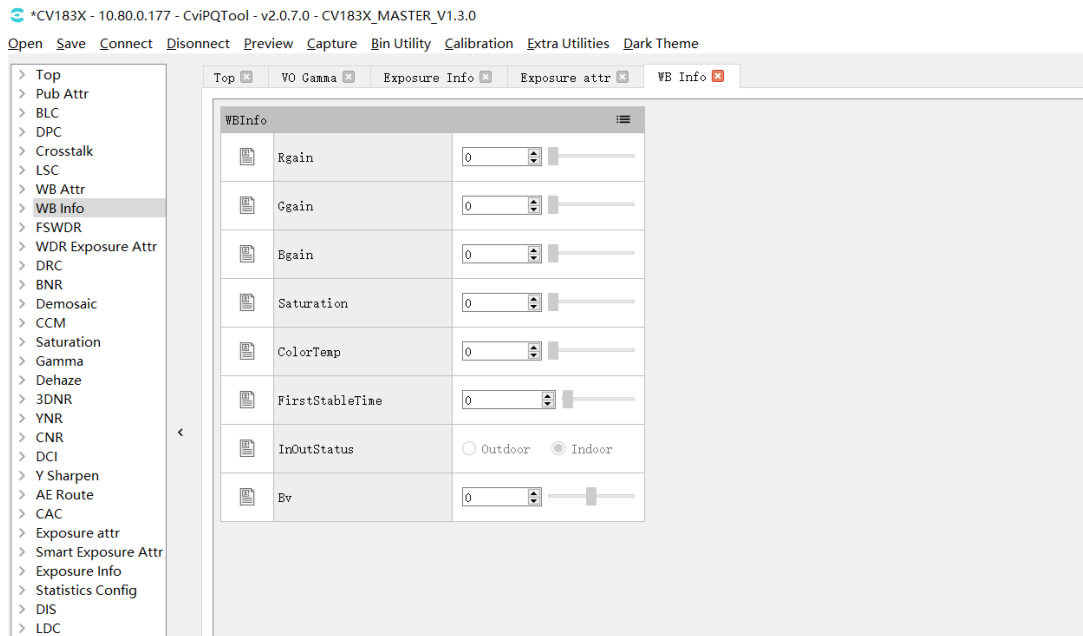 *CV183X - 10.80.0.177 - CviPQTool - v2.0.7.0 - CV183X_MASTER_V1.3.0
Open Save Connect Disonnect Preview Capture Bin Utility Calibration Extra Utilities Dark Theme
Top
Pub Attr
BLC
DPC
Crosstalk
LSC
WB Attr
WB Info
FSWDR
WDR Exposure Attr
DRC
BNR
Demosaic
CCM
Saturation
Gamma
Dehaze
3DNR
YNR
CNR
DCI
Y Sharpen
AE Route
CAC
Exposure attr
Smart Exposure Attr
Exposure Info
Statistics Config
DIS
LDC
Top VO Gamma Exposure Info Exposure attr WB Info
WBInfo
Rgain 0
Ggain 0
Bgain 0
Saturation 0
ColorTemp 0
FirstStableTime 0
InOutStatus Outdoor Indoor
Bv 0